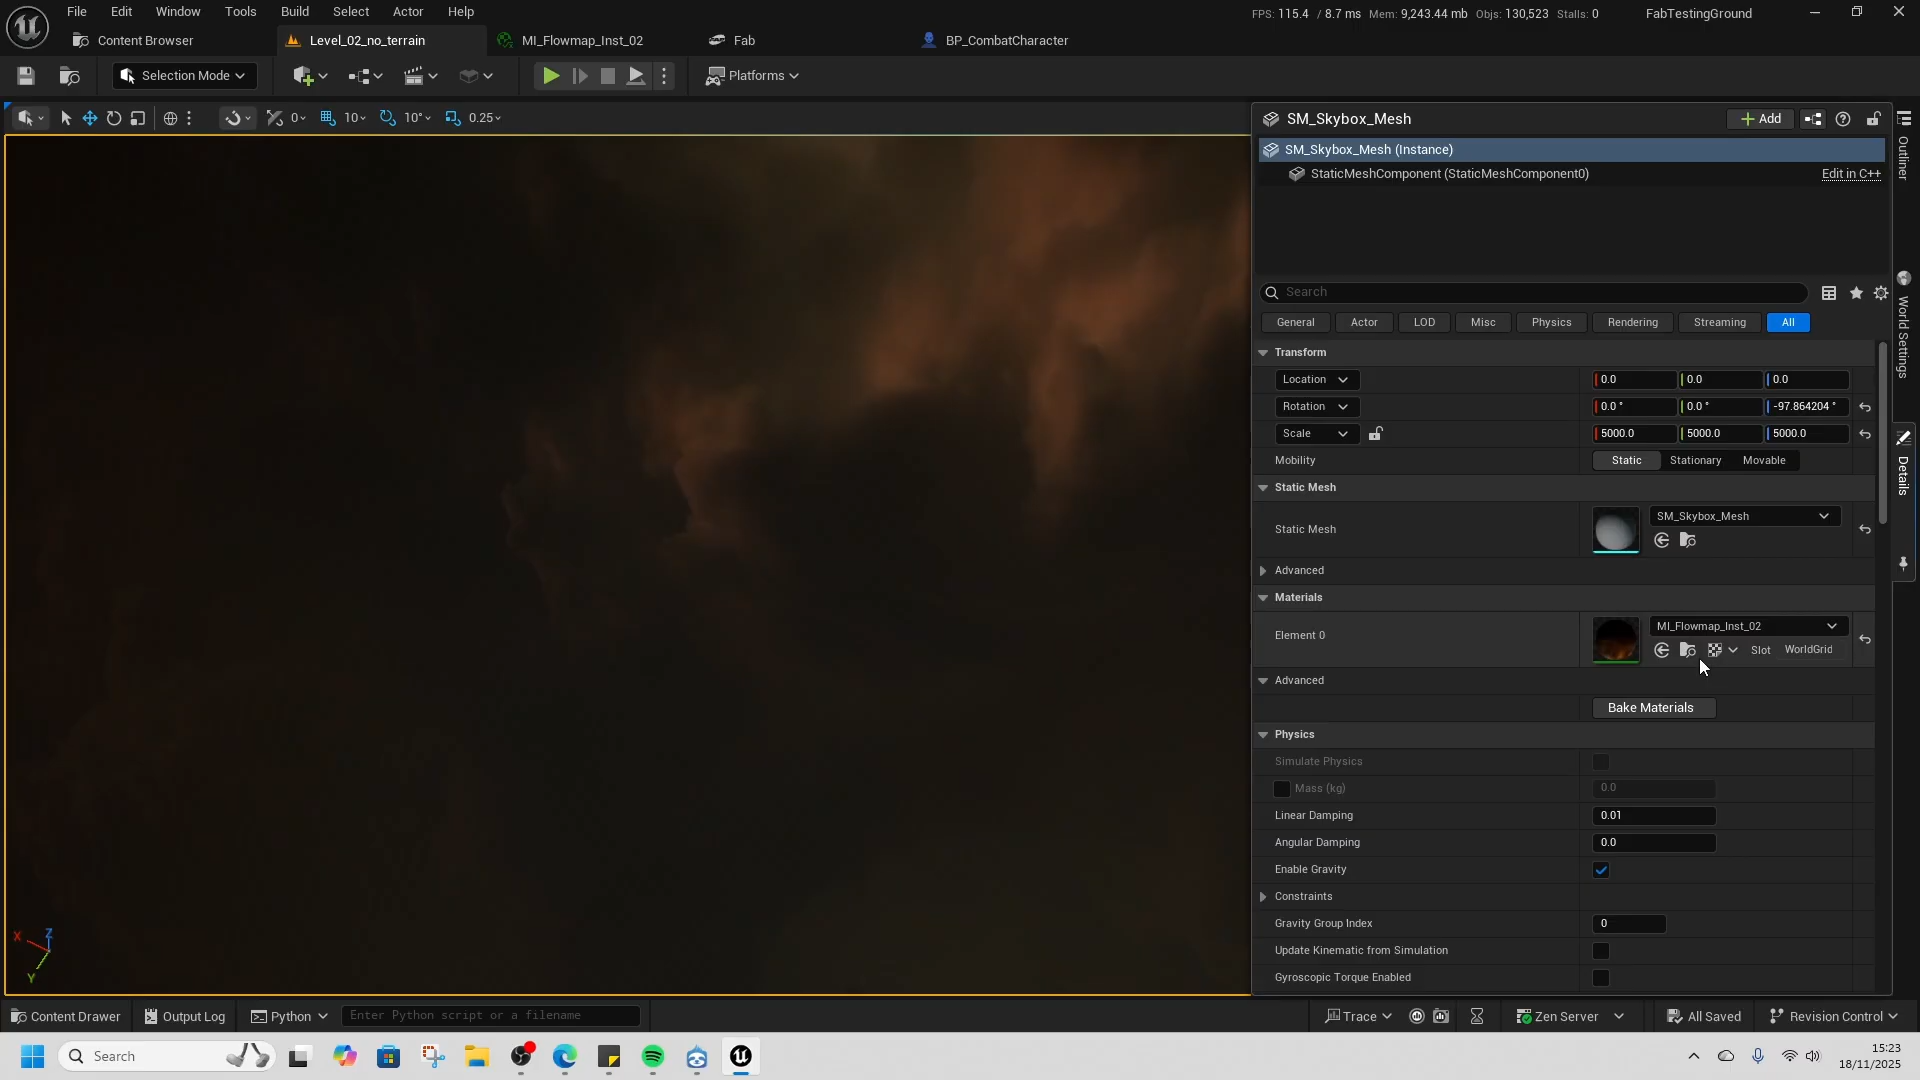 File Edit Window Tools Build Select Actor Help
FPS: 115.4 / 8.7 ms Mem: 9,243.44 mb Objs: 130,523 Stalls: 0
FabTestingGround
Content Browser
Level_02_no_terrain
MI_Flowmap_Inst_02
Fab
BP_CombatCharacter
Selection Mode
Platforms
0
10
10°
0.25
SM_Skybox_Mesh
Add
SM_Skybox_Mesh (Instance)
StaticMeshComponent (StaticMeshComponent0)
Edit in C++
Search
General Actor LOD Misc Physics Rendering Streaming All
Transform
Location 0.0 0.0 0.0
Rotation 0.0 ° 0.0 ° -97.864204 °
Scale 5000.0 5000.0 5000.0
Mobility Static Stationary Movable
Static Mesh
Static Mesh SM_Skybox_Mesh
Advanced
Materials
Element 0 MI_Flowmap_Inst_02
Slot WorldGrid
Advanced
Bake Materials
Physics
Simulate Physics
Mass (kg) 0.0
Linear Damping 0.01
Angular Damping 0.0
Enable Gravity
Constraints
Gravity Group Index 0
Update Kinematic from Simulation
Gyroscopic Torque Enabled
Outliner
World Settings
Details
X
Z
Y
Content Drawer
Output Log
Python
Enter Python script or a filename
Trace
Zen Server
All Saved
Revision Control
Search
15:23
18/11/2025